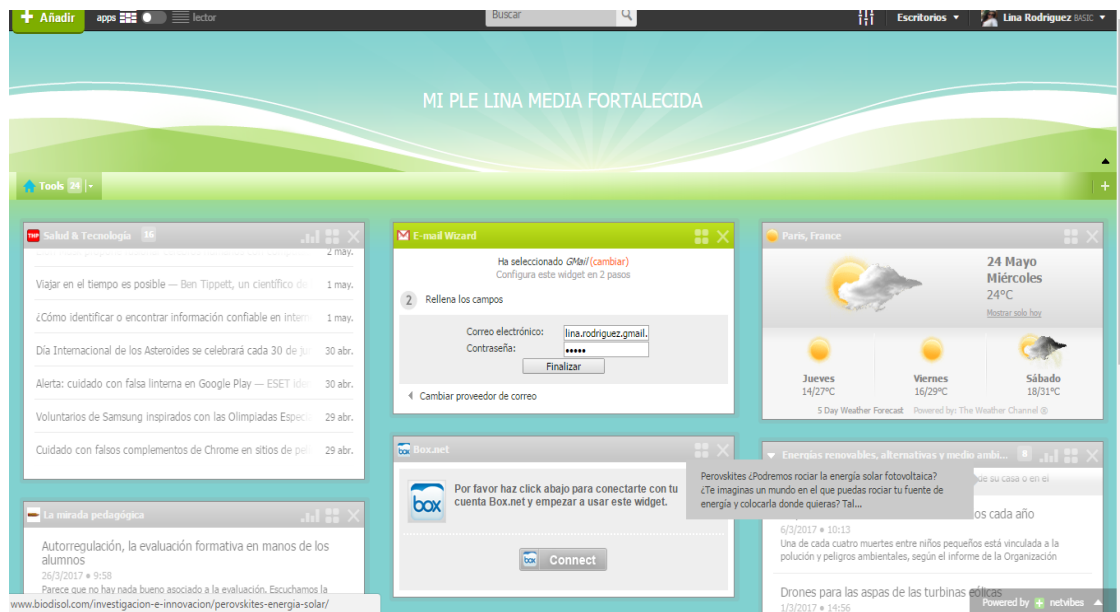 Añadir apps lector Buscar Escritorios Lina Rodriguez BASIC
MI PLE LINA MEDIA FORTALECIDA
Tools 24
Salud & Tecnología 16
2 may.
Viajar en el tiempo es posible — Ben Tippett, un científico de 1 may.
¿Cómo identificar o encontrar información confiable en intern 1 may.
Día Internacional de los Asteroides se celebrará cada 30 de ju 30 abr.
Alerta: cuidado con falsa linterna en Google Play — ESET ide 30 abr.
Voluntarios de Samsung inspirados con las Olimpiadas Especi 29 abr.
Cuidado con falsos complementos de Chrome en sitios de pel 29 abr.
La mirada pedagógica
Autorregulación, la evaluación formativa en manos de los
alumnos
26/3/2017 • 9:58
Parece que no hay nada bueno asociado a la evaluación. Escuchamos la
www.biodisol.com/investigacion-e-innovacion/perovskites-energia-solar/
E-mail Wizard
Ha seleccionado GMail (cambiar)
Configura este widget en 2 pasos
2 Rellena los campos
Correo electrónico: lina.rodriguez.gmail.
Contraseña: •••••
Finalizar
Cambiar proveedor de correo
Box.net
box
Por favor haz click abajo para conectarte con tu
cuenta Box.net y empezar a usar este widget.
box Connect
Paris, France
24 Mayo
Miércoles
24°C
Mostrar solo hoy
Jueves Viernes Sábado
14/27°C 16/29°C 18/31°C
5 Day Weather Forecast Powered by: The Weather Channel ®
Energías renovables, alternativas y medio ambi... 8
de su casa o en el
Perovskites ¿Podremos rociar la energía solar fotovoltaica?
¿Te imaginas un mundo en el que puedas rociar tu fuente de
energía y colocarla donde quieras? Tal...
os cada año
6/3/2017 • 10:13
Una de cada cuatro muertes entre niños pequeños está vinculada a la
polución y peligros ambientales, según el informe de la Organización
Drones para las aspas de las turbinas eólicas
1/3/2017 • 14:56
Powered by netvibes